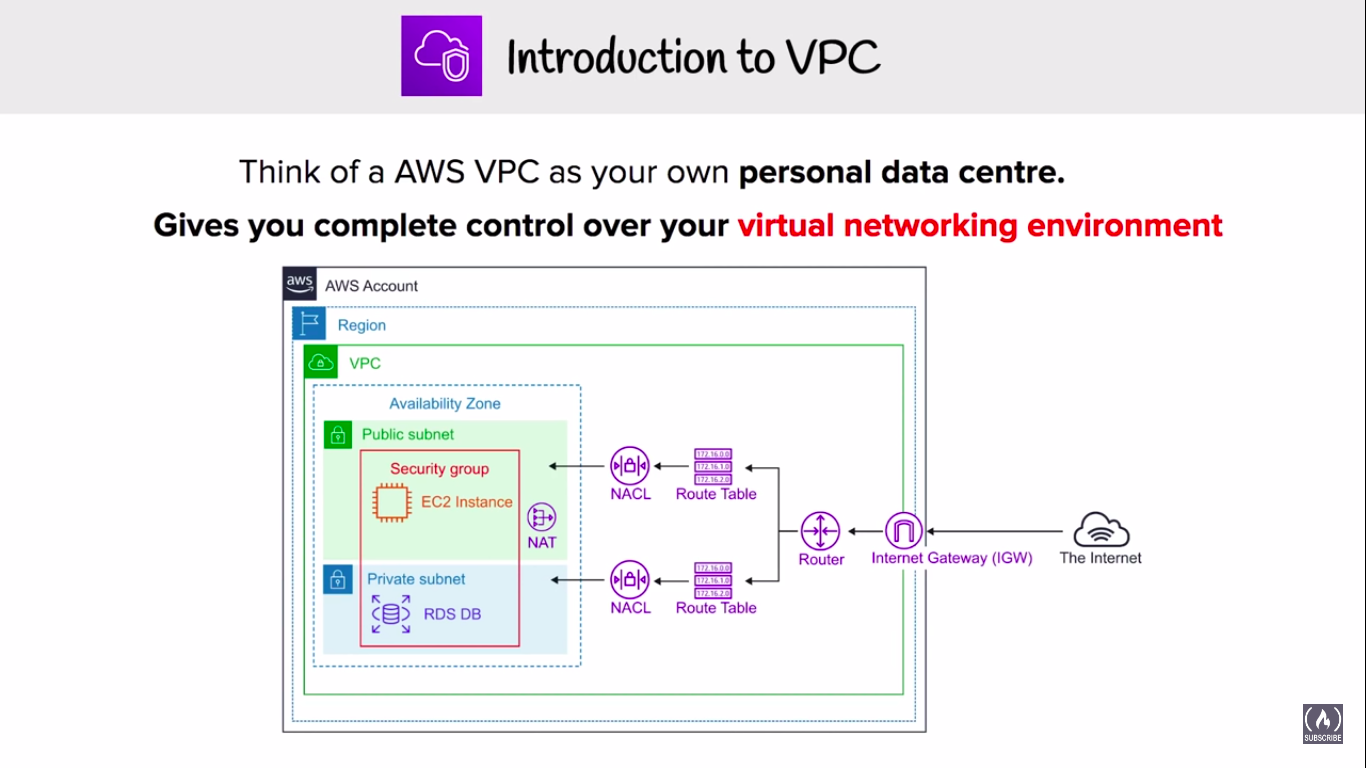 Introduction to VPC
Think of a AWS VPC as your own personal data centre.
Gives you complete control over your virtual networking environment
aws
AWS Account
Region
VPC
Availability Zone
Public subnet
Security group
EC2 Instance
NAT
Private subnet
RDS DB
NACL
172.16.0.0
172.16.1.0
172.16.2.0
Route Table
NACL
172.16.0.0
172.16.1.0
172.16.2.0
Route Table
Router
Internet Gateway (IGW)
The Internet
SUBSCRIBE